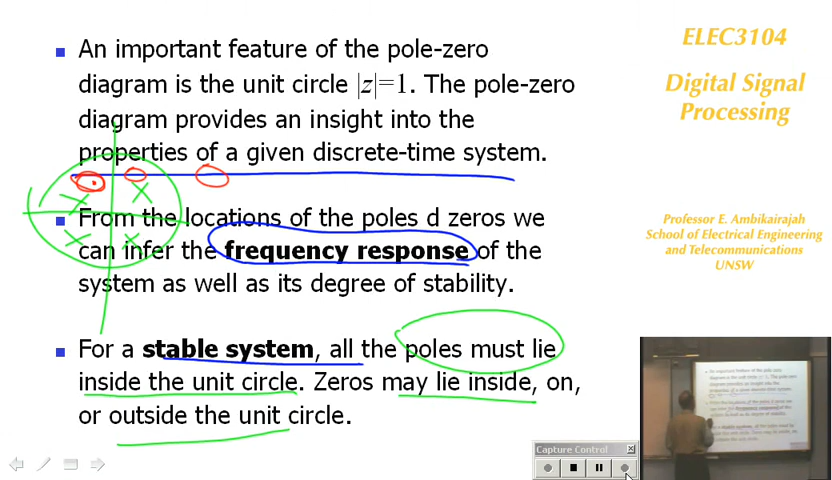 An important feature of the pole-zero
diagram is the unit circle |z|=1. The pole-zero
diagram provides an insight into the
properties of a given discrete-time system.
From the locations of the poles d zeros we
can infer the frequency response of the
system as well as its degree of stability.
For a stable system, all the poles must lie
inside the unit circle. Zeros may lie inside, on,
or outside the unit circle.
ELEC3104
Digital Signal
Processing
Professor E. Ambikairajah
School of Electrical Engineering
and Telecommunications
UNSW
Capture Control